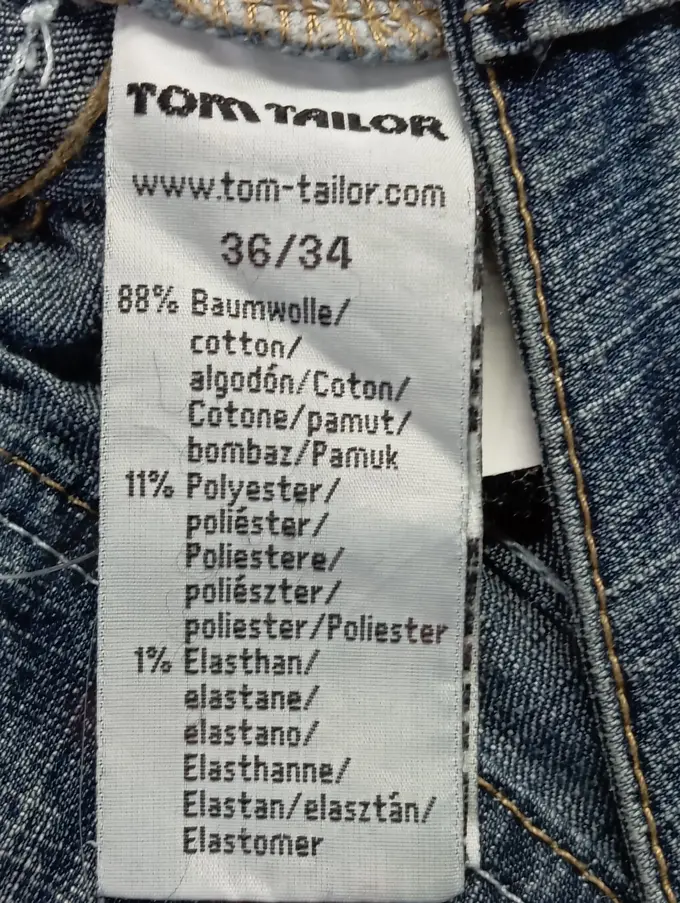 TOM TAILOR
www.tom-tailor.com
36/34
88% Baumwolle/
cotton/
algodón/Coton/
Cotone/pamut/
bombaz/Pamuk
11% Polyester/
poliéster/
Poliestere/
poliészter/
poliester/Poliester
1% Elasthan/
elastane/
elastano/
Elasthanne/
Elastan/elasztán/
Elastomer